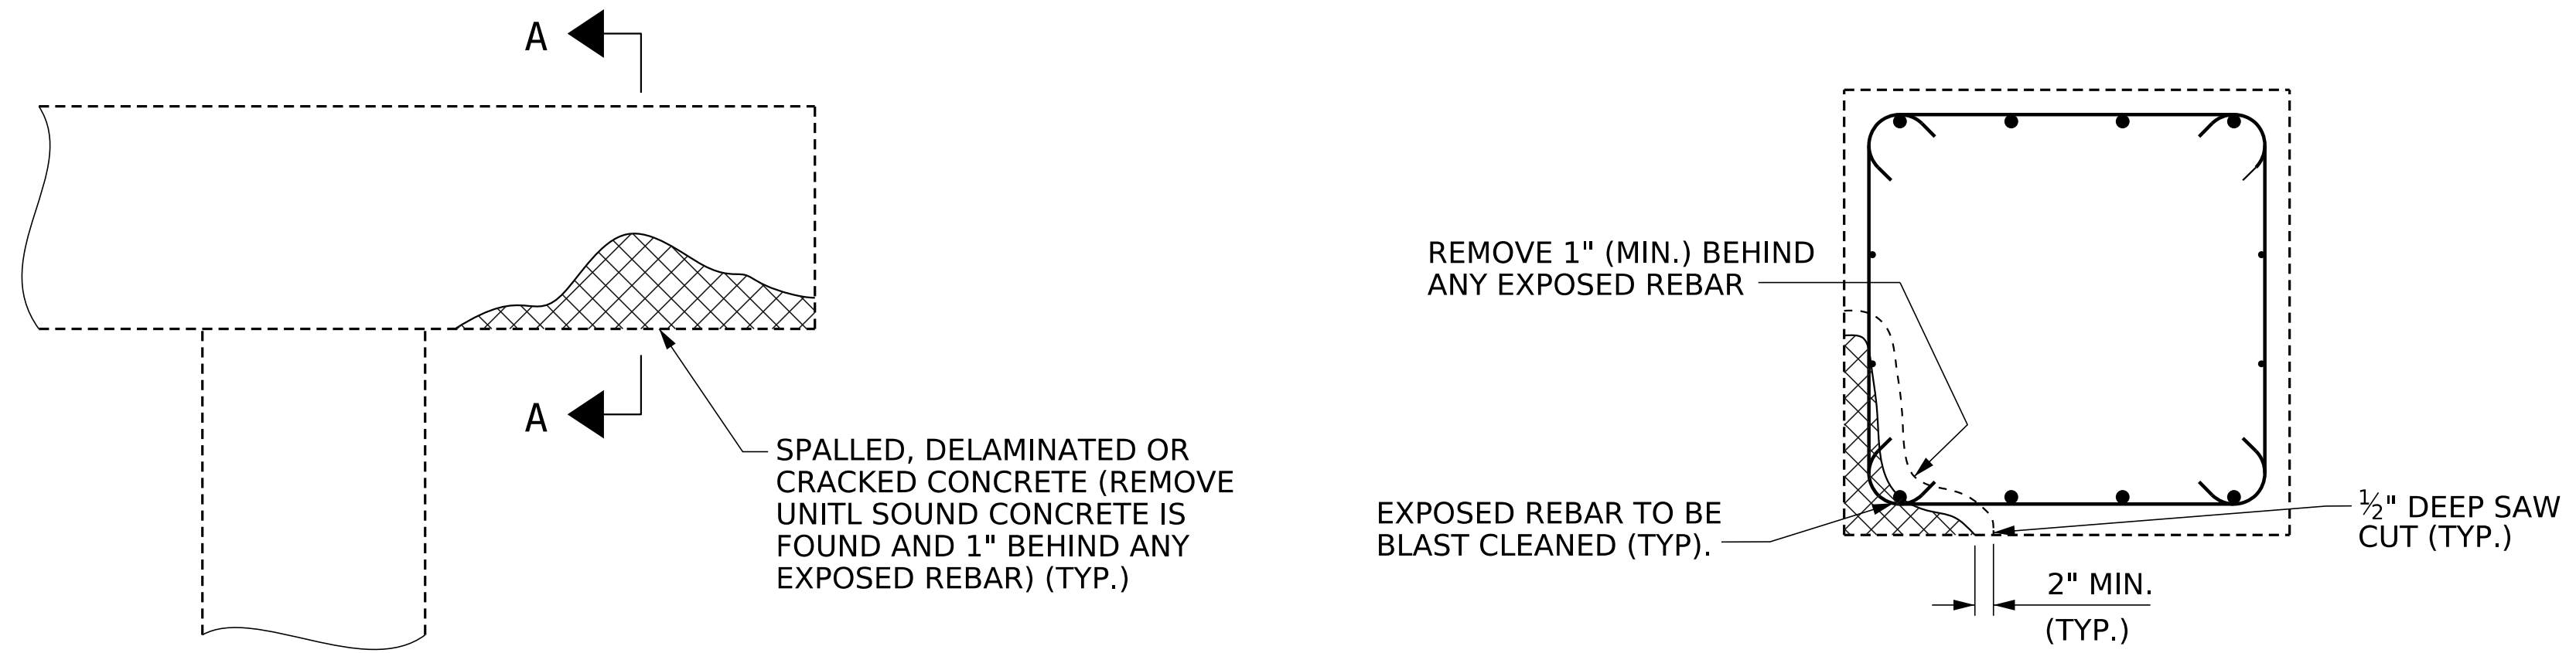 A
A
SPALLED, DELAMINATED OR
CRACKED CONCRETE (REMOVE
UNITL SOUND CONCRETE IS
FOUND AND 1" BEHIND ANY
EXPOSED REBAR) (TYP.)
REMOVE 1" (MIN.) BEHIND
ANY EXPOSED REBAR
EXPOSED REBAR TO BE
BLAST CLEANED (TYP).
½" DEEP SAW
CUT (TYP.)
2" MIN.
(TYP.)